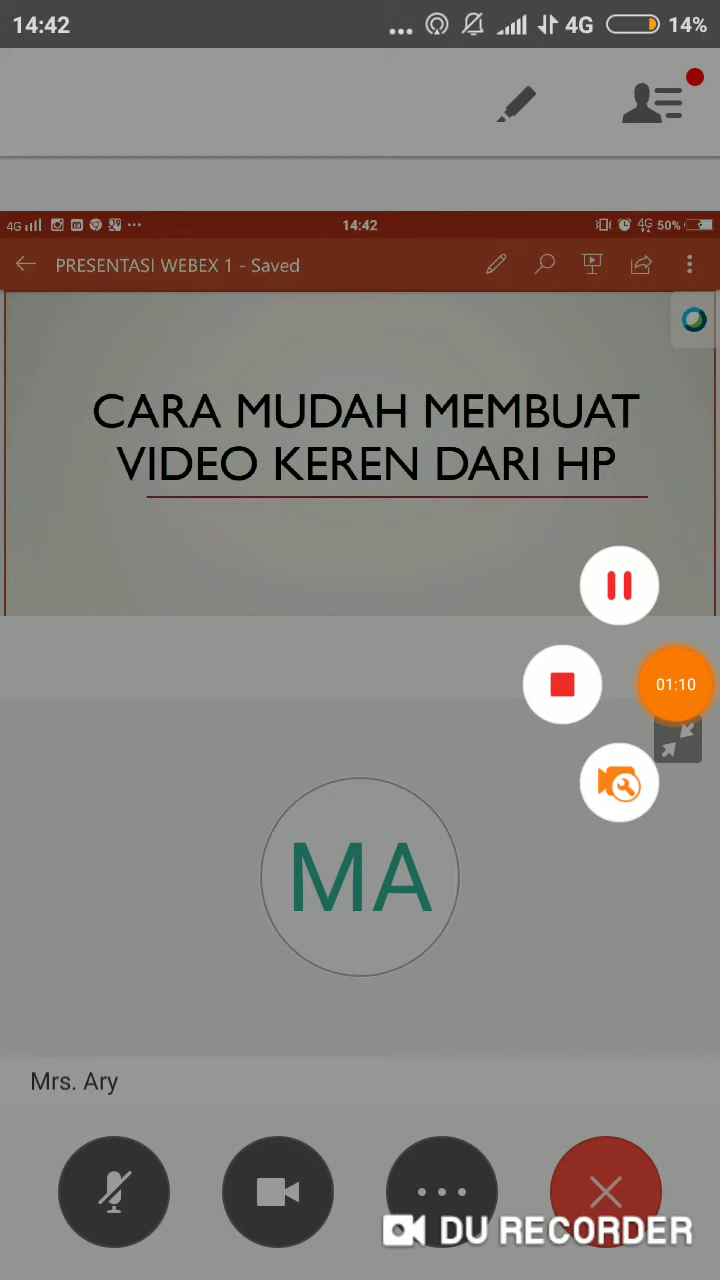 14:42
4G
14%
4G
14:42
4G 50%
PRESENTASI WEBEX 1 - Saved
CARA MUDAH MEMBUAT
VIDEO KEREN DARI HP
01:10
MA
Mrs. Ary
DU RECORDER